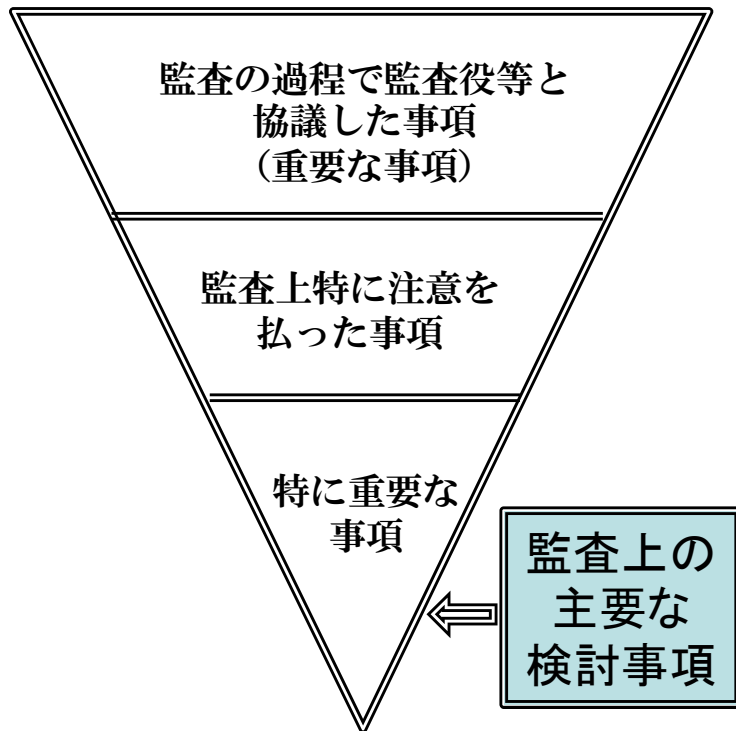 監査の過程で監査役等と
協議した事項
（重要な事項）
監査上特に注意を
払った事項
特に重要な
事項
監査上の
主要な
検討事項